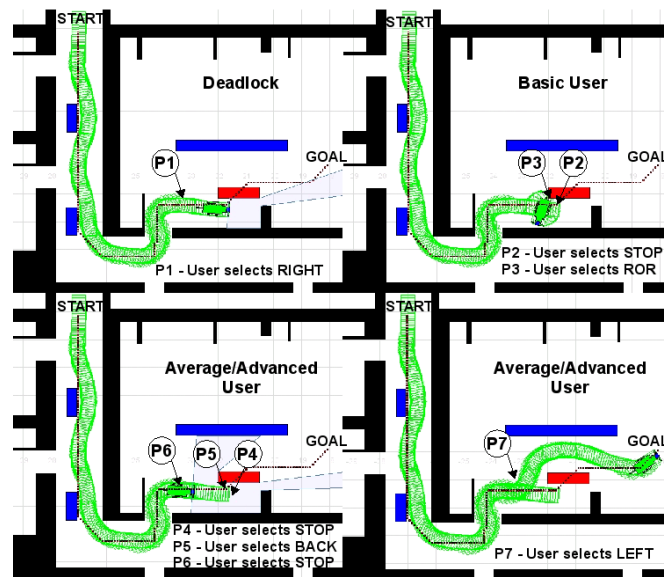 START
Deadlock
P1
GOAL
P1 - User selects RIGHT
START
Basic User
P3
P2
GOAL
P2 - User selects STOP
P3 - User selects ROR
START
Average/Advanced
User
GOAL
P6
P5
P4
P4 - User selects STOP
P5 - User selects BACK
P6 - User selects STOP
START
Average/Advanced
User
P7
GOAL
P7 - User selects LEFT